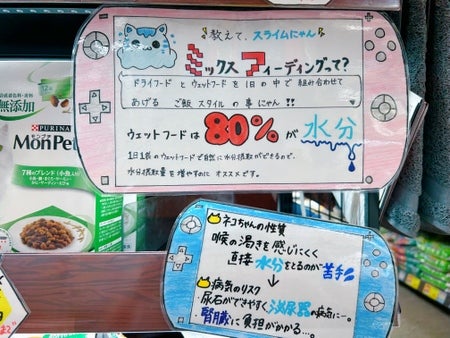 教えて、スライムにゃん
ミックスフィーディングって?
ドライフードとウェットフードを1日の中で組み合わせて
あげる ご飯スタイルの事にゃん!!
ウェットフードは80%が水分
1日1回のウェットフードで自然に水分摂取ができるので、
水分摂取量を増やすのにオススメです。
ネコちゃんの性質
喉の渇きを感じにくく
直接水分をとるのが苦手
↓
病気のリスク
尿石ができやすく泌尿器の病気に…。
腎臓に負担がかかる…。
無添加
PURINA
MonPet
7種のブレンド